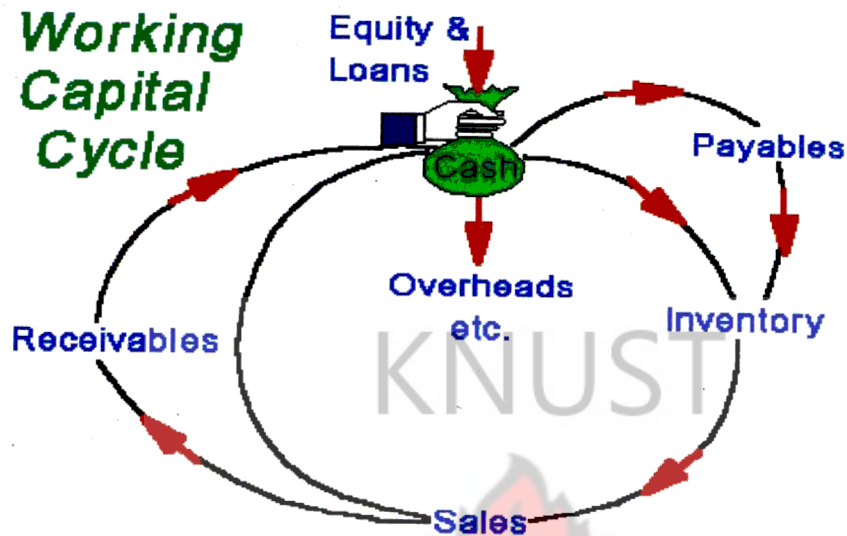 Working
Capital
Cycle
Equity &
Loans
Cash
Payables
Overheads
etc.
Inventory
Receivables
KNUST
Sales